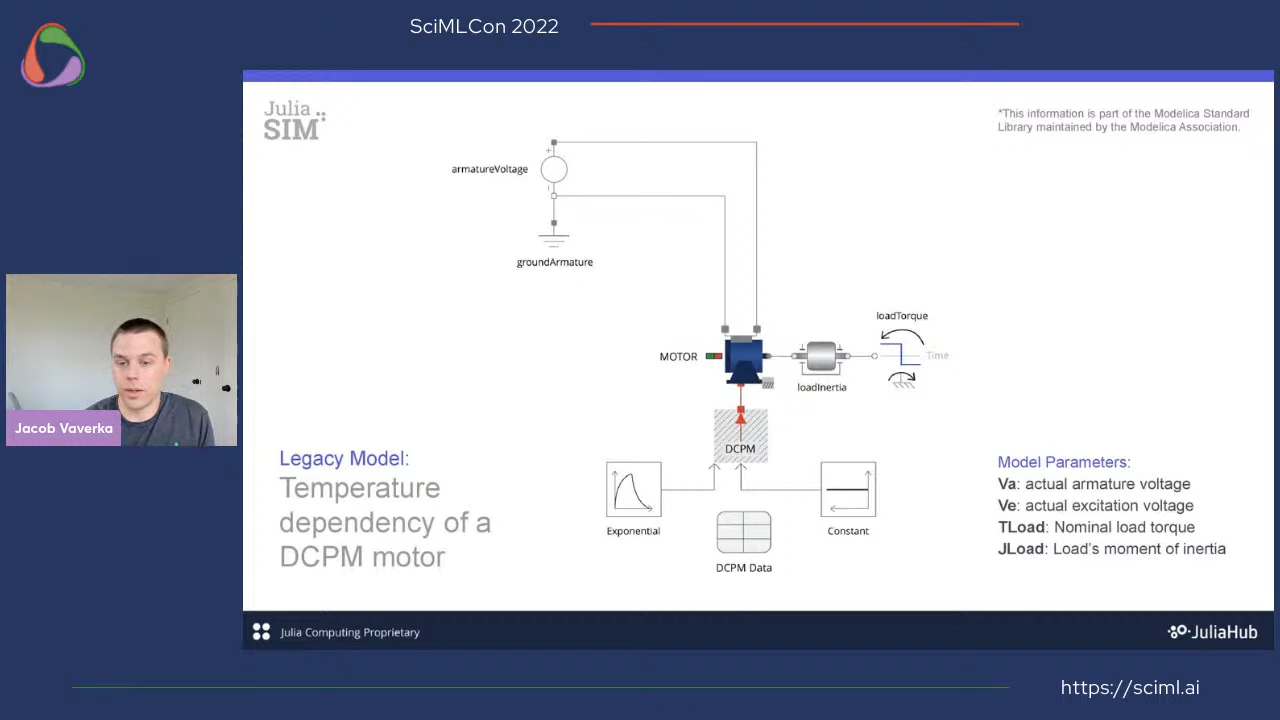 SciMLCon 2022
Julia
SIM
*This information is part of the Modelica Standard
Library maintained by the Modelica Association.
armatureVoltage
+
groundArmature
loadTorque
MOTOR
Time
loadInertia
DCPM
Jacob Vaverka
Legacy Model:
Temperature
dependency of a
DCPM motor
Exponential
Constant
DCPM Data
Model Parameters:
Va: actual armature voltage
Ve: actual excitation voltage
TLoad: Nominal load torque
JLoad: Load's moment of inertia
Julia Computing Proprietary
JuliaHub
https://sciml.ai